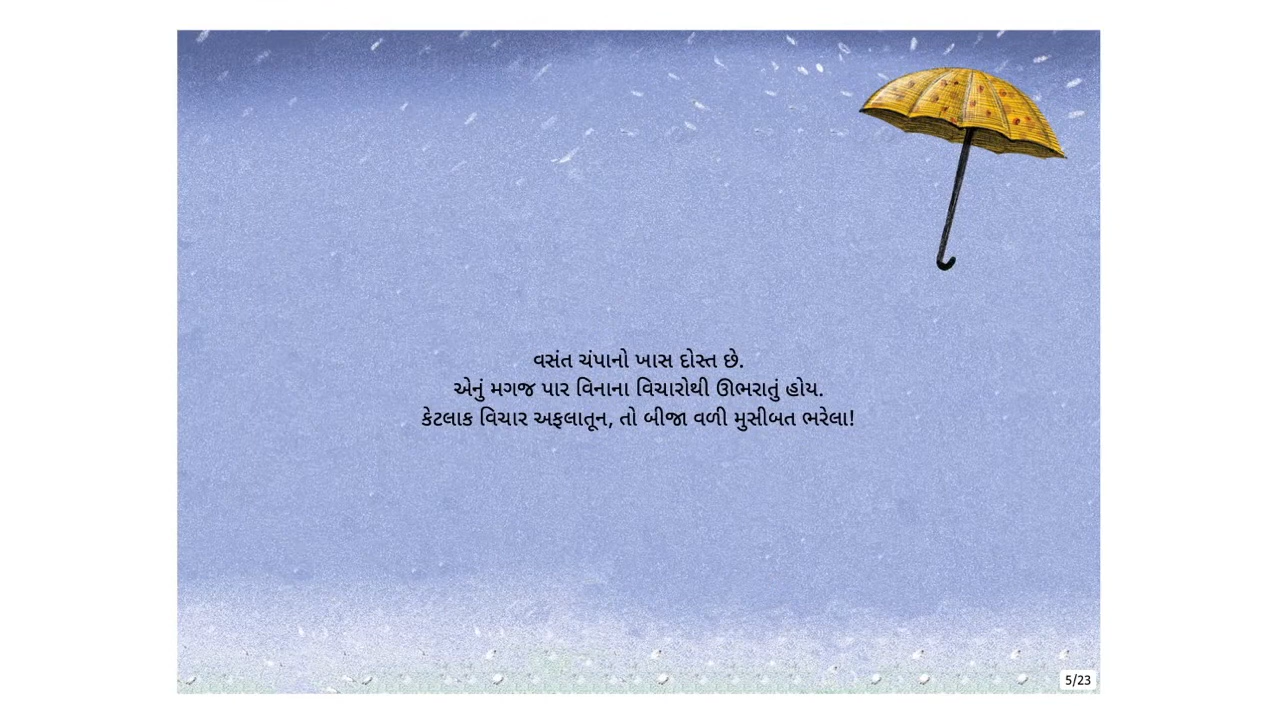 વસંત ચંપાનો ખાસ દોસ્ત છે.
એનું મગજ પાર વિનાના વિચારોથી ઊભરાતું હોય.
કેટલાક વિચાર અફલાતૂન, તો બીજા વળી મુસીબત ભરેલા!
5/23